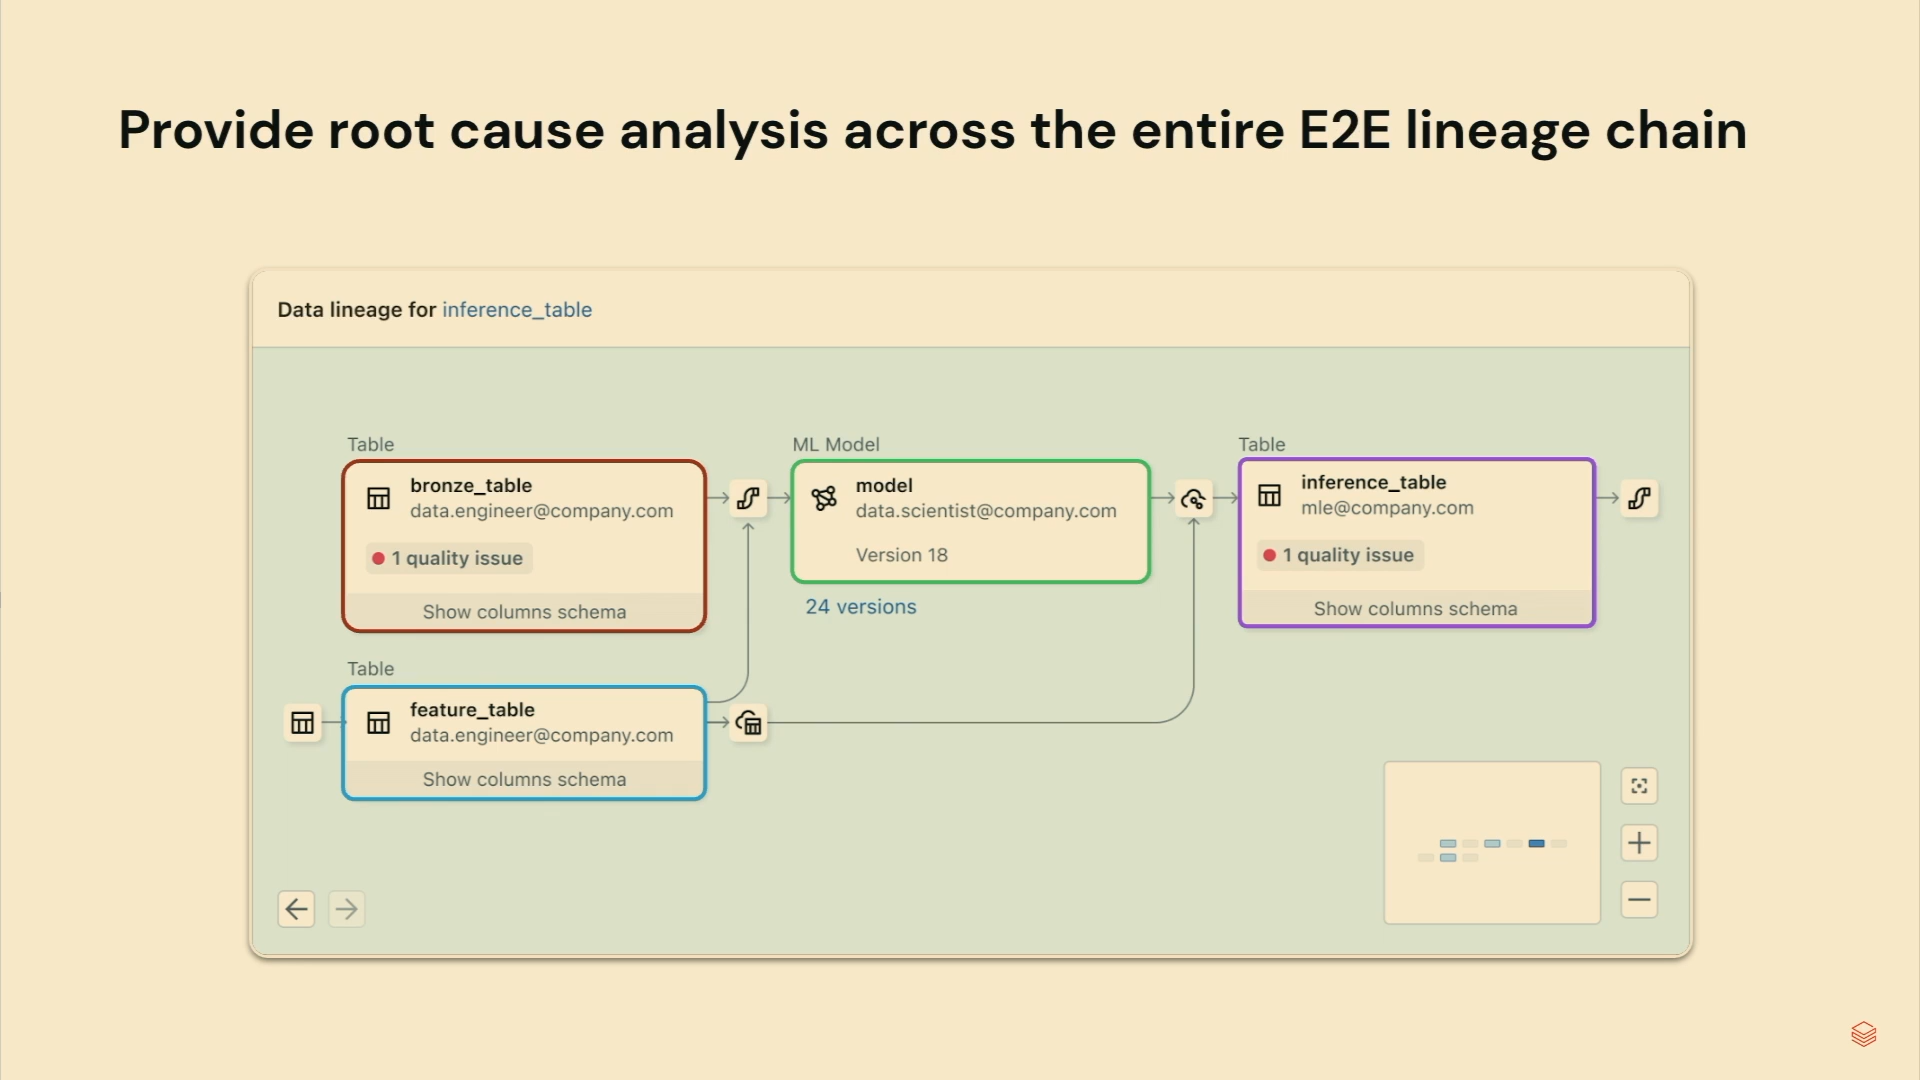 Provide root cause analysis across the entire E2E lineage chain
Data lineage for inference_table
Table
bronze_table
data.engineer@company.com
1 quality issue
Show columns schema
ML Model
model
data.scientist@company.com
Version 18
24 versions
Table
inference_table
mle@company.com
1 quality issue
Show columns schema
Table
feature_table
data.engineer@company.com
Show columns schema